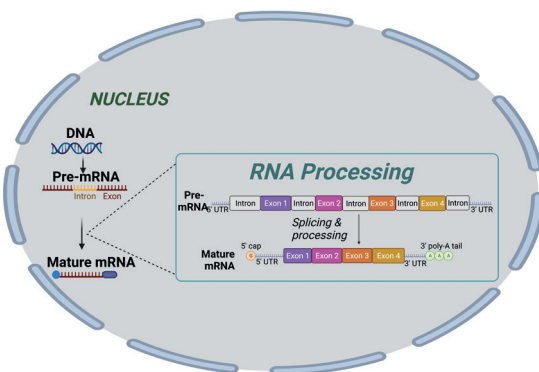 NUCLEUS
DNA
Pre-mRNA
Intron Exon
Mature mRNA
RNA Processing
Pre-
mRNA
5' UTR Intron Exon 1 Intron Exon 2 Intron Exon 3 Intron Exon 4 Intron 3' UTR
Splicing &
processing
Mature
mRNA
5' cap
3' poly-A tail
G 5' UTR Exon 1 Exon 2 Exon 3 Exon 4 3' UTR A A A